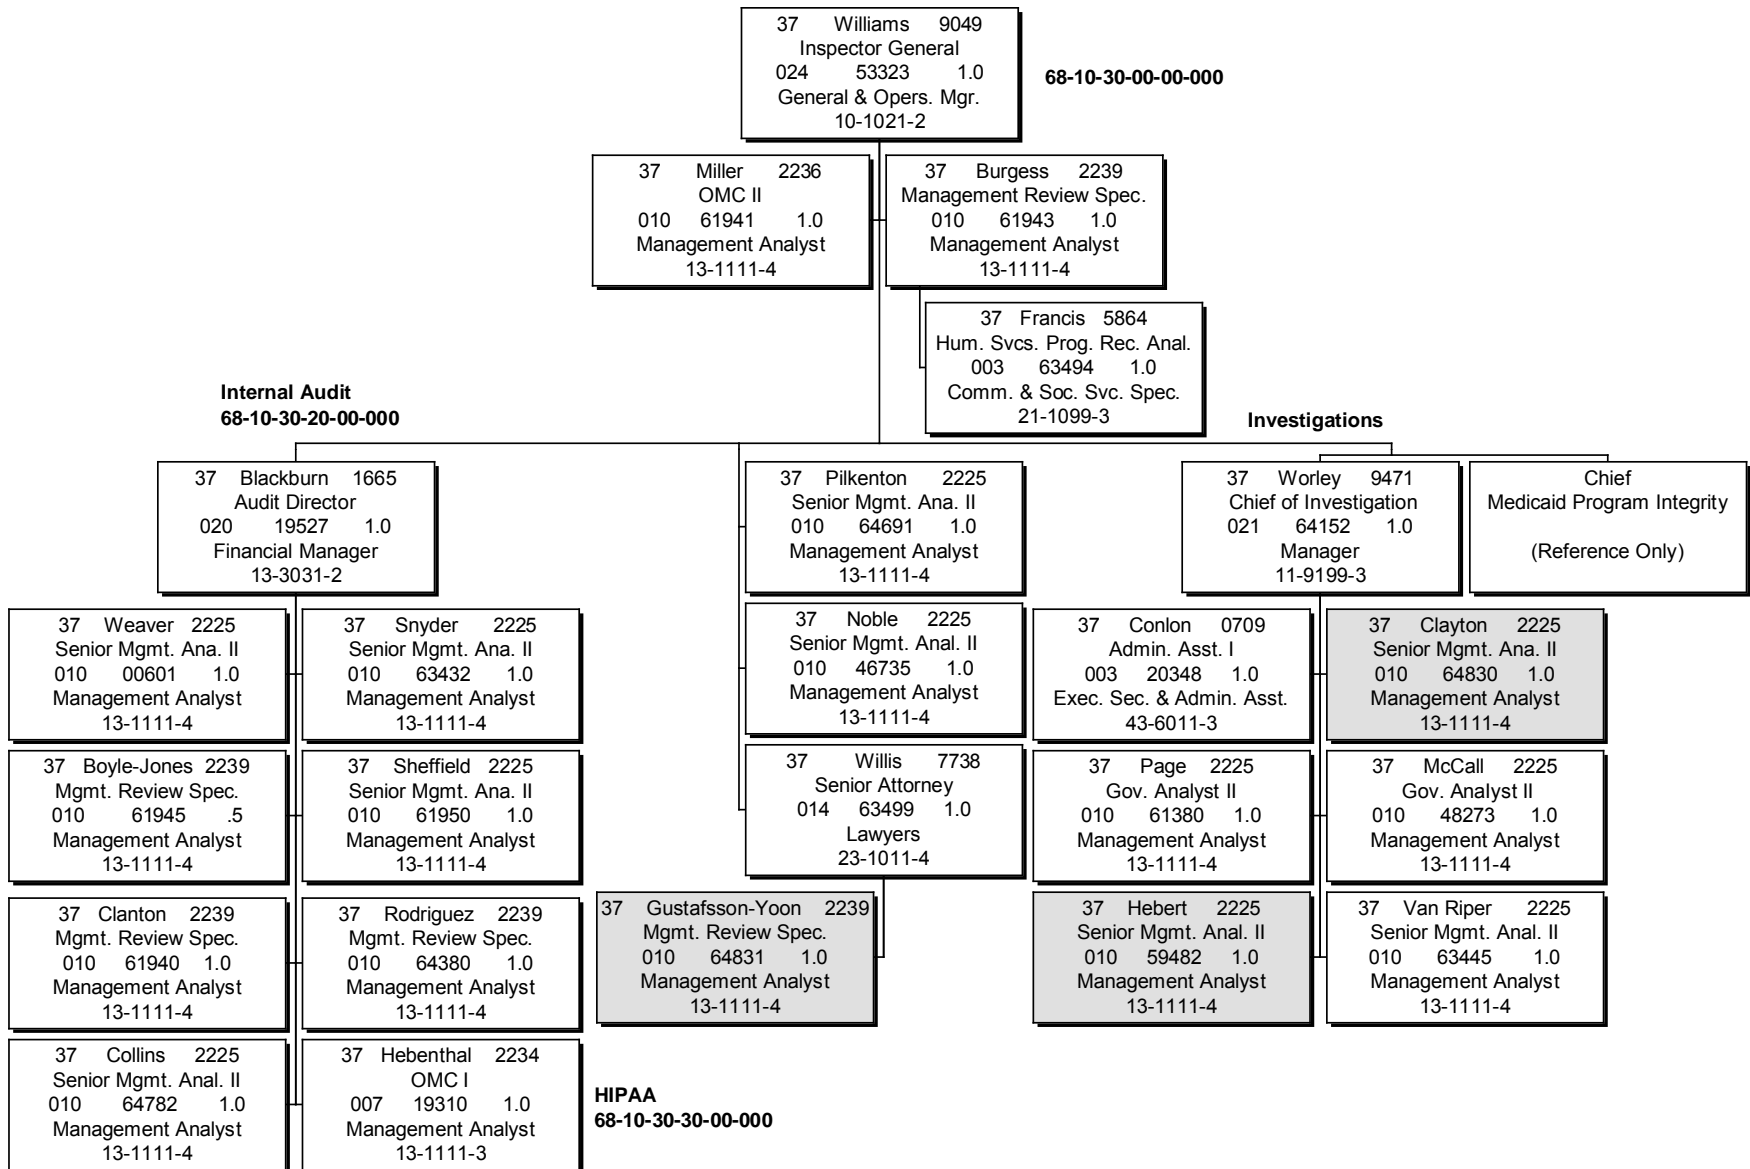 37 Williams 9049
Inspector General
024 53323 1.0
General & Opers. Mgr.
10-1021-2
68-10-30-00-00-000
37 Miller 2236
OMC II
010 61941 1.0
Management Analyst
13-1111-4
37 Burgess 2239
Management Review Spec.
010 61943 1.0
Management Analyst
13-1111-4
37 Francis 5864
Hum. Svcs. Prog. Rec. Anal.
003 63494 1.0
Comm. & Soc. Svc. Spec.
21-1099-3
Internal Audit
68-10-30-20-00-000
Investigations
37 Blackburn 1665
Audit Director
020 19527 1.0
Financial Manager
13-3031-2
37 Pilkenton 2225
Senior Mgmt. Ana. II
010 64691 1.0
Management Analyst
13-1111-4
37 Worley 9471
Chief of Investigation
021 64152 1.0
Manager
11-9199-3
Chief
Medicaid Program Integrity
(Reference Only)
37 Weaver 2225
Senior Mgmt. Ana. II
010 00601 1.0
Management Analyst
13-1111-4
37 Snyder 2225
Senior Mgmt. Ana. II
010 63432 1.0
Management Analyst
13-1111-4
37 Noble 2225
Senior Mgmt. Anal. II
010 46735 1.0
Management Analyst
13-1111-4
37 Conlon 0709
Admin. Asst. I
003 20348 1.0
Exec. Sec. & Admin. Asst.
43-6011-3
37 Clayton 2225
Senior Mgmt. Ana. II
010 64830 1.0
Management Analyst
13-1111-4
37 Boyle-Jones 2239
Mgmt. Review Spec.
010 61945 .5
Management Analyst
13-1111-4
37 Sheffield 2225
Senior Mgmt. Ana. II
010 61950 1.0
Management Analyst
13-1111-4
37 Willis 7738
Senior Attorney
014 63499 1.0
Lawyers
23-1011-4
37 Page 2225
Gov. Analyst II
010 61380 1.0
Management Analyst
13-1111-4
37 McCall 2225
Gov. Analyst II
010 48273 1.0
Management Analyst
13-1111-4
37 Clanton 2239
Mgmt. Review Spec.
010 61940 1.0
Management Analyst
13-1111-4
37 Rodriguez 2239
Mgmt. Review Spec.
010 64380 1.0
Management Analyst
13-1111-4
37 Gustafsson-Yoon 2239
Mgmt. Review Spec.
010 64831 1.0
Management Analyst
13-1111-4
37 Hebert 2225
Senior Mgmt. Anal. II
010 59482 1.0
Management Analyst
13-1111-4
37 Van Riper 2225
Senior Mgmt. Anal. II
010 63445 1.0
Management Analyst
13-1111-4
37 Collins 2225
Senior Mgmt. Anal. II
010 64782 1.0
Management Analyst
13-1111-4
37 Hebenthal 2234
OMC I
007 19310 1.0
Management Analyst
13-1111-3
HIPAA
68-10-30-30-00-000